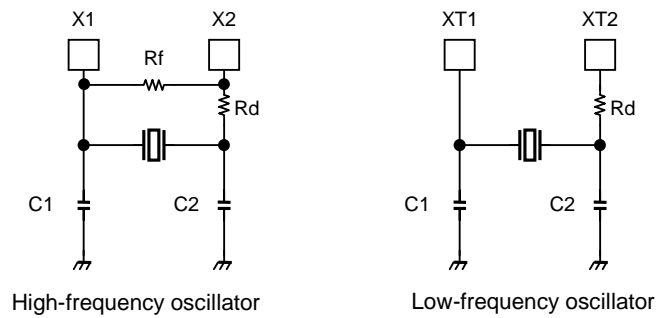 X1 X2 XT1 XT2
Rf
Rd Rd
C1 C2 C1 C2
High-frequency oscillator Low-frequency oscillator